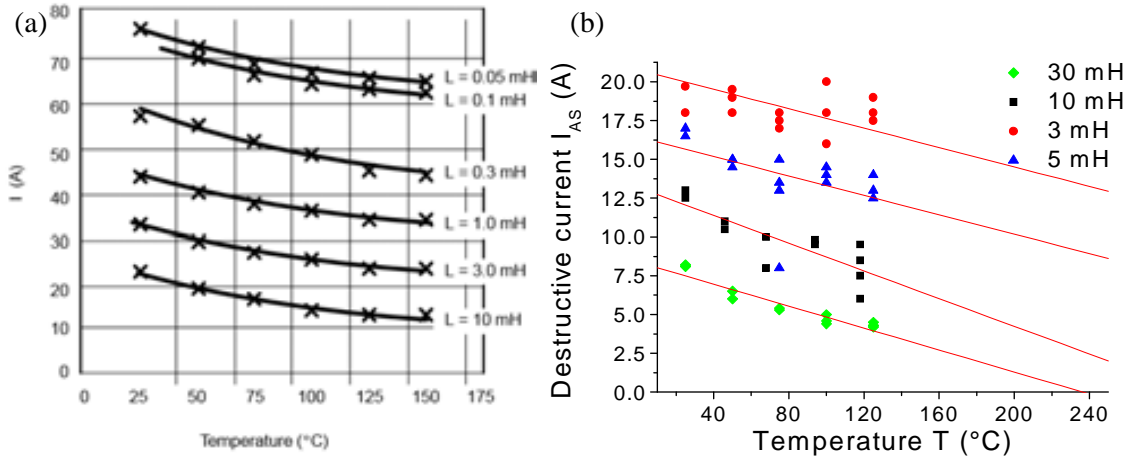 (a)
80
70
60
50
40
30
20
10
0
I (A)
L = 0.05 mH
L = 0.1 mH
L = 0.3 mH
L = 1.0 mH
L = 3.0 mH
L = 10 mH
0 25 50 75 100 125 150 175
Temperature (°C)
(b)
Destructive current I_AS (A)
20.0
17.5
15.0
12.5
10.0
7.5
5.0
2.5
0.0
30 mH
10 mH
3 mH
5 mH
40 80 120 160 200 240
Temperature T (°C)